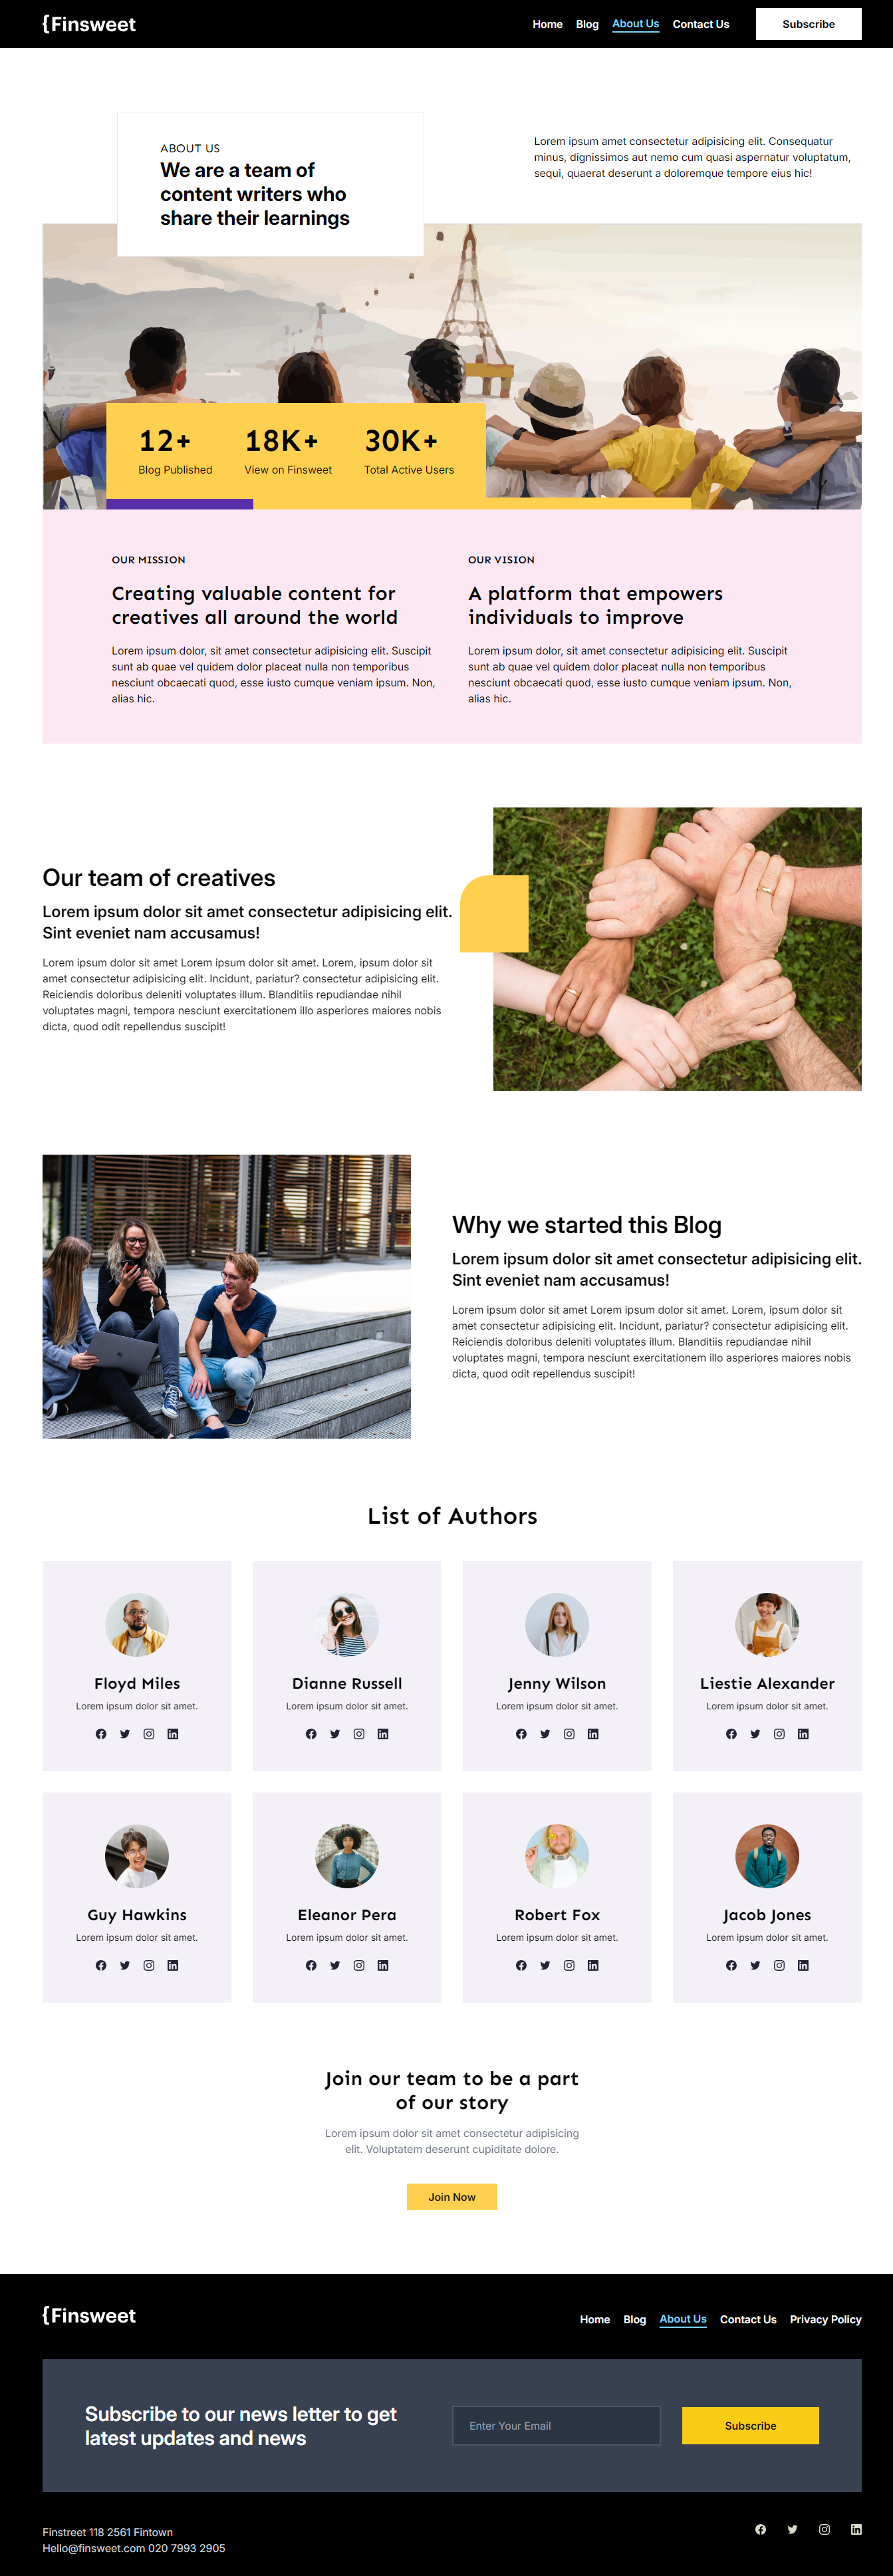 {Finsweet
Home Blog About Us Contact Us Subscribe
ABOUT US
We are a team of
content writers who
share their learnings
Lorem ipsum amet consectetur adipisicing elit. Consequatur
minus, dignissimos aut nemo cum quasi aspernatur voluptatum,
sequi, quaerat deserunt a doloremque tempore eius hic!
12+ 18K+ 30K+
Blog Published View on Finsweet Total Active Users
OUR MISSION
Creating valuable content for
creatives all around the world
Lorem ipsum dolor, sit amet consectetur adipisicing elit. Suscipit
sunt ab quae vel quidem dolor placeat nulla non temporibus
nesciunt obcaecati quod, esse iusto cumque veniam ipsum. Non,
alias hic.
OUR VISION
A platform that empowers
individuals to improve
Lorem ipsum dolor, sit amet consectetur adipisicing elit. Suscipit
sunt ab quae vel quidem dolor placeat nulla non temporibus
nesciunt obcaecati quod, esse iusto cumque veniam ipsum. Non,
alias hic.
Our team of creatives
Lorem ipsum dolor sit amet consectetur adipisicing elit.
Sint eveniet nam accusamus!
Lorem ipsum dolor sit amet Lorem ipsum dolor sit amet. Lorem, ipsum dolor sit
amet consectetur adipisicing elit. Incidunt, pariatur? consectetur adipisicing elit.
Reiciendis doloribus deleniti voluptates illum. Blanditiis repudiandae nihil
voluptates magni, tempora nesciunt exercitationem illo asperiores maiores nobis
dicta, quod odit repellendus suscipit!
Why we started this Blog
Lorem ipsum dolor sit amet consectetur adipisicing elit.
Sint eveniet nam accusamus!
Lorem ipsum dolor sit amet Lorem ipsum dolor sit amet. Lorem, ipsum dolor sit
amet consectetur adipisicing elit. Incidunt, pariatur? consectetur adipisicing elit.
Reiciendis doloribus deleniti voluptates illum. Blanditiis repudiandae nihil
voluptates magni, tempora nesciunt exercitationem illo asperiores maiores nobis
dicta, quod odit repellendus suscipit!
List of Authors
Floyd Miles
Lorem ipsum dolor sit amet.
Dianne Russell
Lorem ipsum dolor sit amet.
Jenny Wilson
Lorem ipsum dolor sit amet.
Liestie Alexander
Lorem ipsum dolor sit amet.
Guy Hawkins
Lorem ipsum dolor sit amet.
Eleanor Pera
Lorem ipsum dolor sit amet.
Robert Fox
Lorem ipsum dolor sit amet.
Jacob Jones
Lorem ipsum dolor sit amet.
Join our team to be a part
of our story
Lorem ipsum dolor sit amet consectetur adipisicing
elit. Voluptatem deserunt cupiditate dolore.
Join Now
{Finsweet
Home Blog About Us Contact Us Privacy Policy
Subscribe to our news letter to get
latest updates and news
Enter Your Email
Subscribe
Finstreet 118 2561 Fintown
Hello@finsweet.com 020 7993 2905